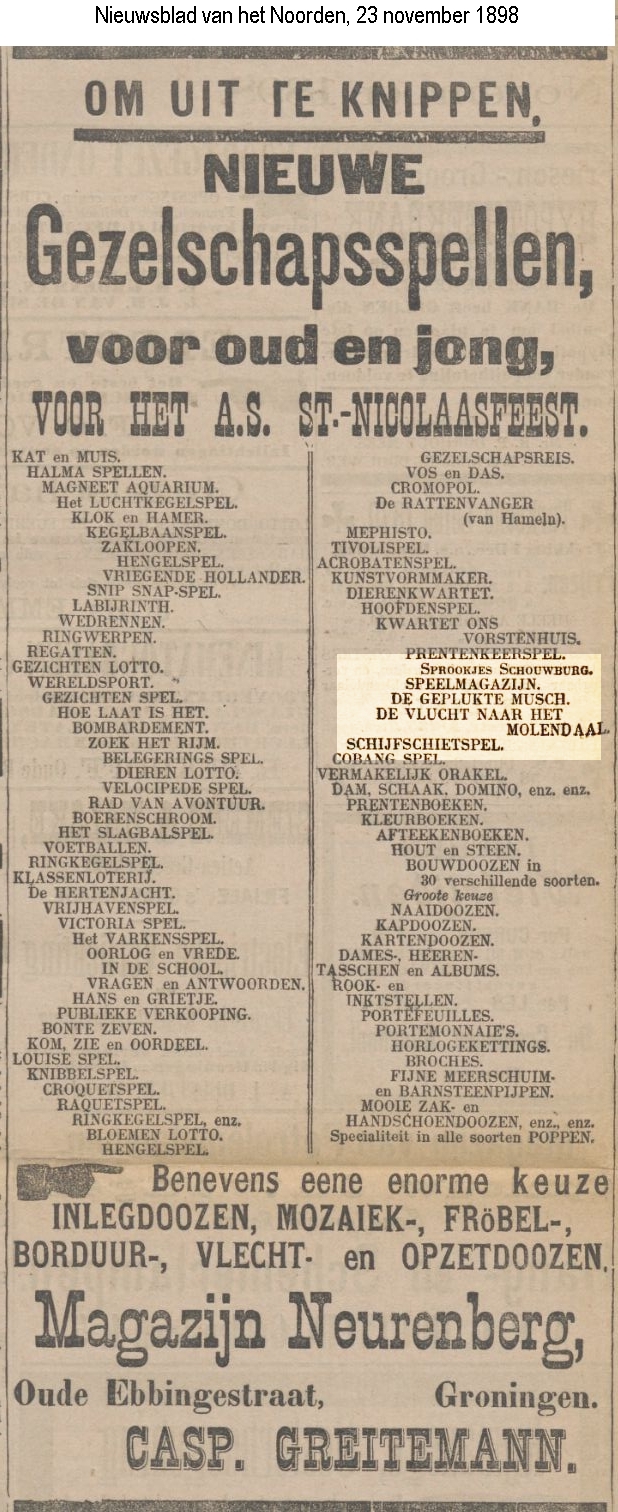 Nieuwsblad van het Noorden, 23 november 1898
OM UIT TE KNIPPEN.
NIEUWE
Gezelschapsspellen,
voor oud en jong,
VOOR HET A.S. ST.-NICOLAASFEEST.
KAT en MUIS.
HALMA SPELLEN.
MAGNEET AQUARIUM.
Het LUCHTKEGELSPEL.
KLOK en HAMER.
KEGELBAANSPEL.
ZAKLOOPEN.
HENGELSPEL.
VRIEGENDE HOLLANDER.
SNIP SNAP-SPEL.
LABIJRINTH.
WEDRENNEN.
RINGWERPEN.
REGATTEN.
GEZICHTEN LOTTO.
WERELDSPORT.
GEZICHTEN SPEL.
HOE LAAT IS HET.
BOMBARDEMENT.
ZOEK HET RIJM.
BELEGERINGS SPEL.
DIEREN LOTTO.
VELOCIPEDE SPEL.
RAD VAN AVONTUUR.
BOERENSCHROOM.
HET SLAGBALSPEL.
VOETBALLEN.
RINGKEGELSPEL.
KLASSENLOTERIJ.
De HERTENJACHT.
VRIJHAVENSPEL.
VICTORIA SPEL.
Het VARKENSSPEL.
OORLOG en VREDE.
IN DE SCHOOL.
VRAGEN en ANTWOORDEN.
HANS en GRIETJE.
PUBLIEKE VERKOOPING.
BONTE ZEVEN.
KOM, ZIE en OORDEEL.
LOUISE SPEL.
KNIBBELSPEL.
CROQUETSPEL.
RAQUETSPEL.
RINGKEGELSPEL, enz.
BLOEMEN LOTTO.
HENGELSPEL.
GEZELSCHAPSREIS.
VOS en DAS.
CROMOPOL.
De RATTENVANGER
(van Hameln).
MEPHISTO.
TIVOLISPEL.
ACROBATENSPEL.
KUNSTVORMMAKER.
DIERENKWARTET.
HOOFDENSPEL.
KWARTET ONS
VORSTENHUIS.
PRENTENKEERSPEL.
SPROOKJES SCHOUWBURG.
SPEELMAGAZIJN.
DE GEPLUKTE MUSCH.
DE VLUCHT NAAR HET
MOLENDAAL.
SCHIJFSCHIETSPEL.
COBANG SPEL.
VERMAKELIJK ORAKEL.
DAM, SCHAAK. DOMINO, enz. enz.
PRENTENBOEKEN.
KLEURBOEKEN.
AFTEEKENBOEKEN.
HOUT en STEEN.
BOUWDOOZEN in
30 verschillende soorten.
Groote keuze
NAAIDOOZEN.
KAPDOOZEN.
KARTENDOOZEN.
DAMES-, HEEREN-
TASSCHEN en ALBUMS.
ROOK- en
INKTSTELLEN.
PORTEFEUILLES.
PORTEMONNAIE'S.
HORLOGEKETTINGS.
BROCHES.
FIJNE MEERSCHUIM-
en BARNSTEENPIJPEN.
MOOIE ZAK- en
HANDSCHOENDOOZEN, enz., enz.
Specialiteit in alle soorten POPPEN.
Benevens eene enorme keuze
INLEGDOOZEN, MOZAIEK-, FRöBEL-,
BORDUUR-, VLECHT- en OPZETDOOZEN.
Magazijn Neurenberg,
Oude Ebbingestraat, Groningen.
CASP. GREITEMANN.